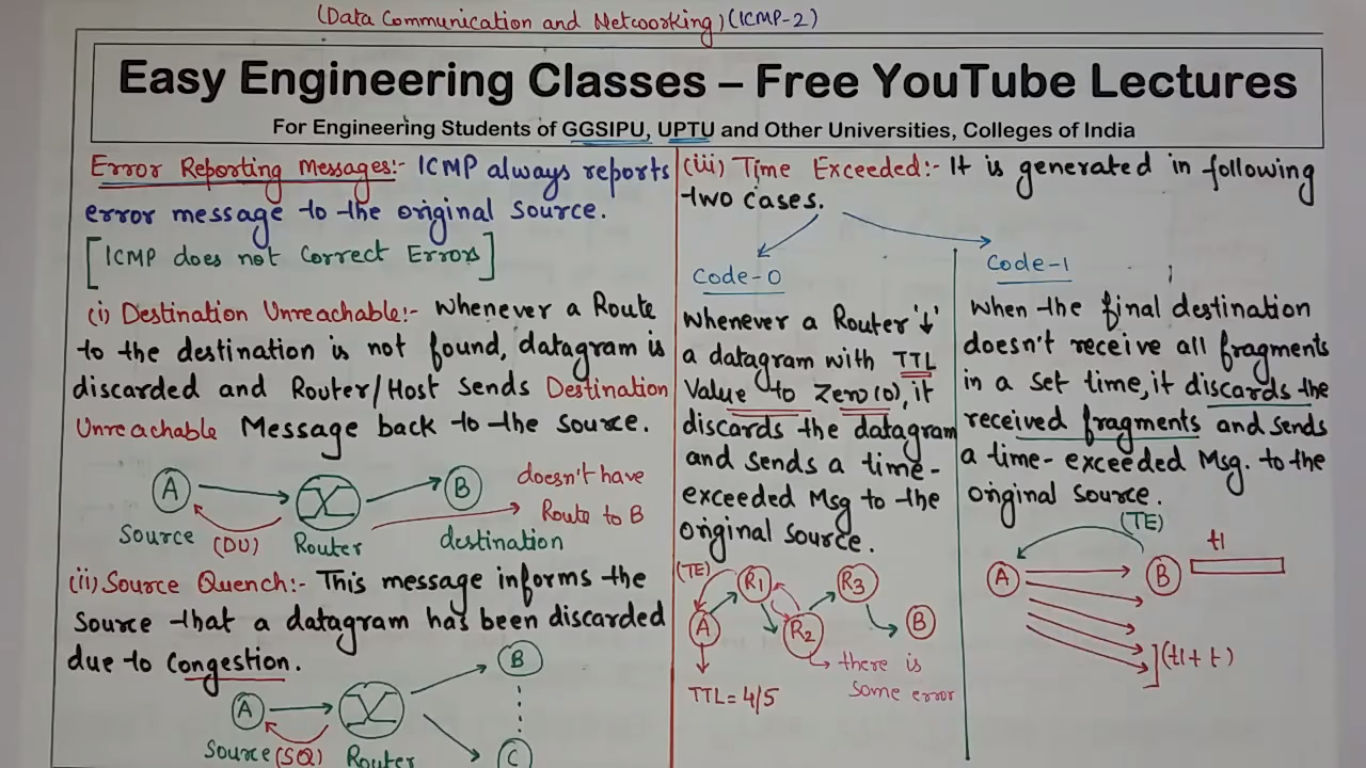 (Data Communication and Networking) (ICMP-2)
Easy Engineering Classes – Free YouTube Lectures
For Engineering Students of GGSIPU, UPTU and Other Universities, Colleges of India
Error Reporting Messages:- ICMP always reports
error message to the original Source.
[ICMP does not Correct Errors]
(i) Destination Unreachable:- Whenever a Route
to the destination is not found, datagram is
discarded and Router/Host Sends Destination
Unreachable Message back to the source.
A
B
doesn't have
Route to B
Source
(DU)
Router
destination
(ii) Source Quench:- This message informs the
Source that a datagram has been discarded
due to Congestion.
A
B
C
Source
(SQ)
Router
(iii) Time Exceeded:- It is generated in following
two cases.
Code-0
Whenever a Router '↓'
a datagram with TTL
Value to Zero (0), it
discards the datagram
and Sends a time-
exceeded Msg to the
original Source.
(TE)
R1
R3
A
R2
B
there is
Some error
TTL = 4/5
Code-1
When the final destination
doesn't receive all fragments
in a set time, it discards the
received fragments and sends
a time-exceeded Msg. to the
original Source.
(TE)
t1
A
B
(t1 + t)